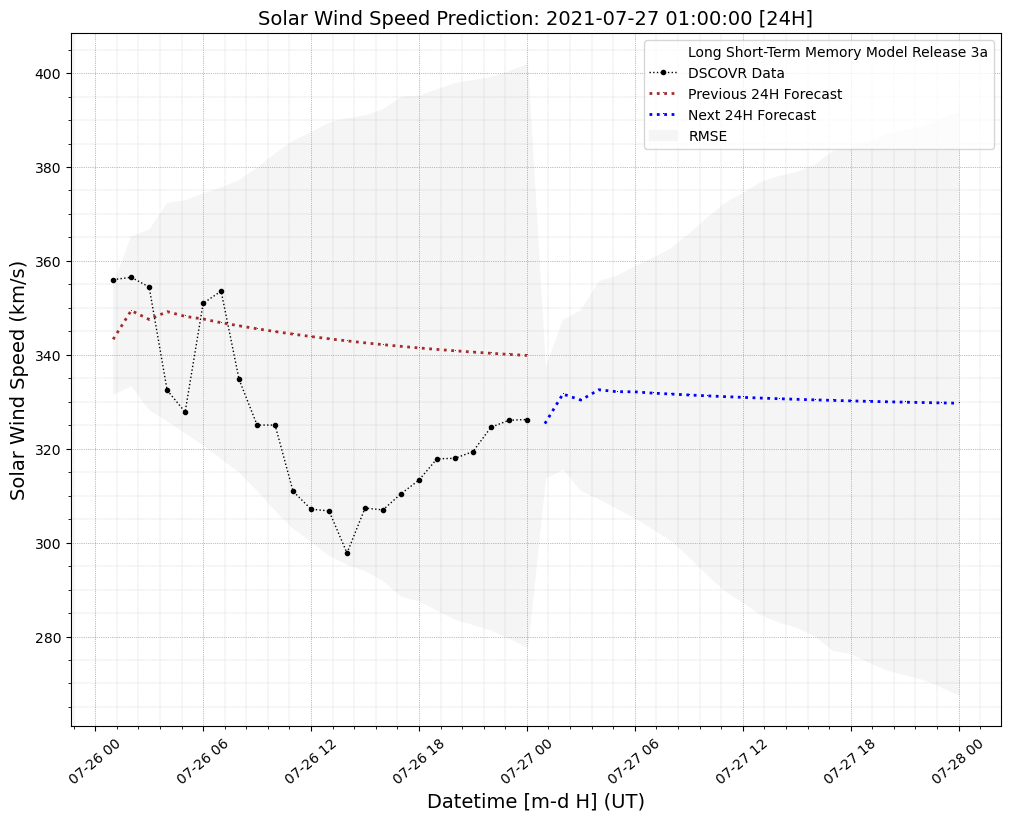 Solar Wind Speed Prediction: 2021-07-27 01:00:00 [24H]
Long Short-Term Memory Model Release 3a
DSCOVR Data
Previous 24H Forecast
Next 24H Forecast
RMSE
Solar Wind Speed (km/s)
400
380
360
340
320
300
280
07-26 00
07-26 06
07-26 12
07-26 18
07-27 00
07-27 06
07-27 12
07-27 18
07-28 00
Datetime [m-d H] (UT)